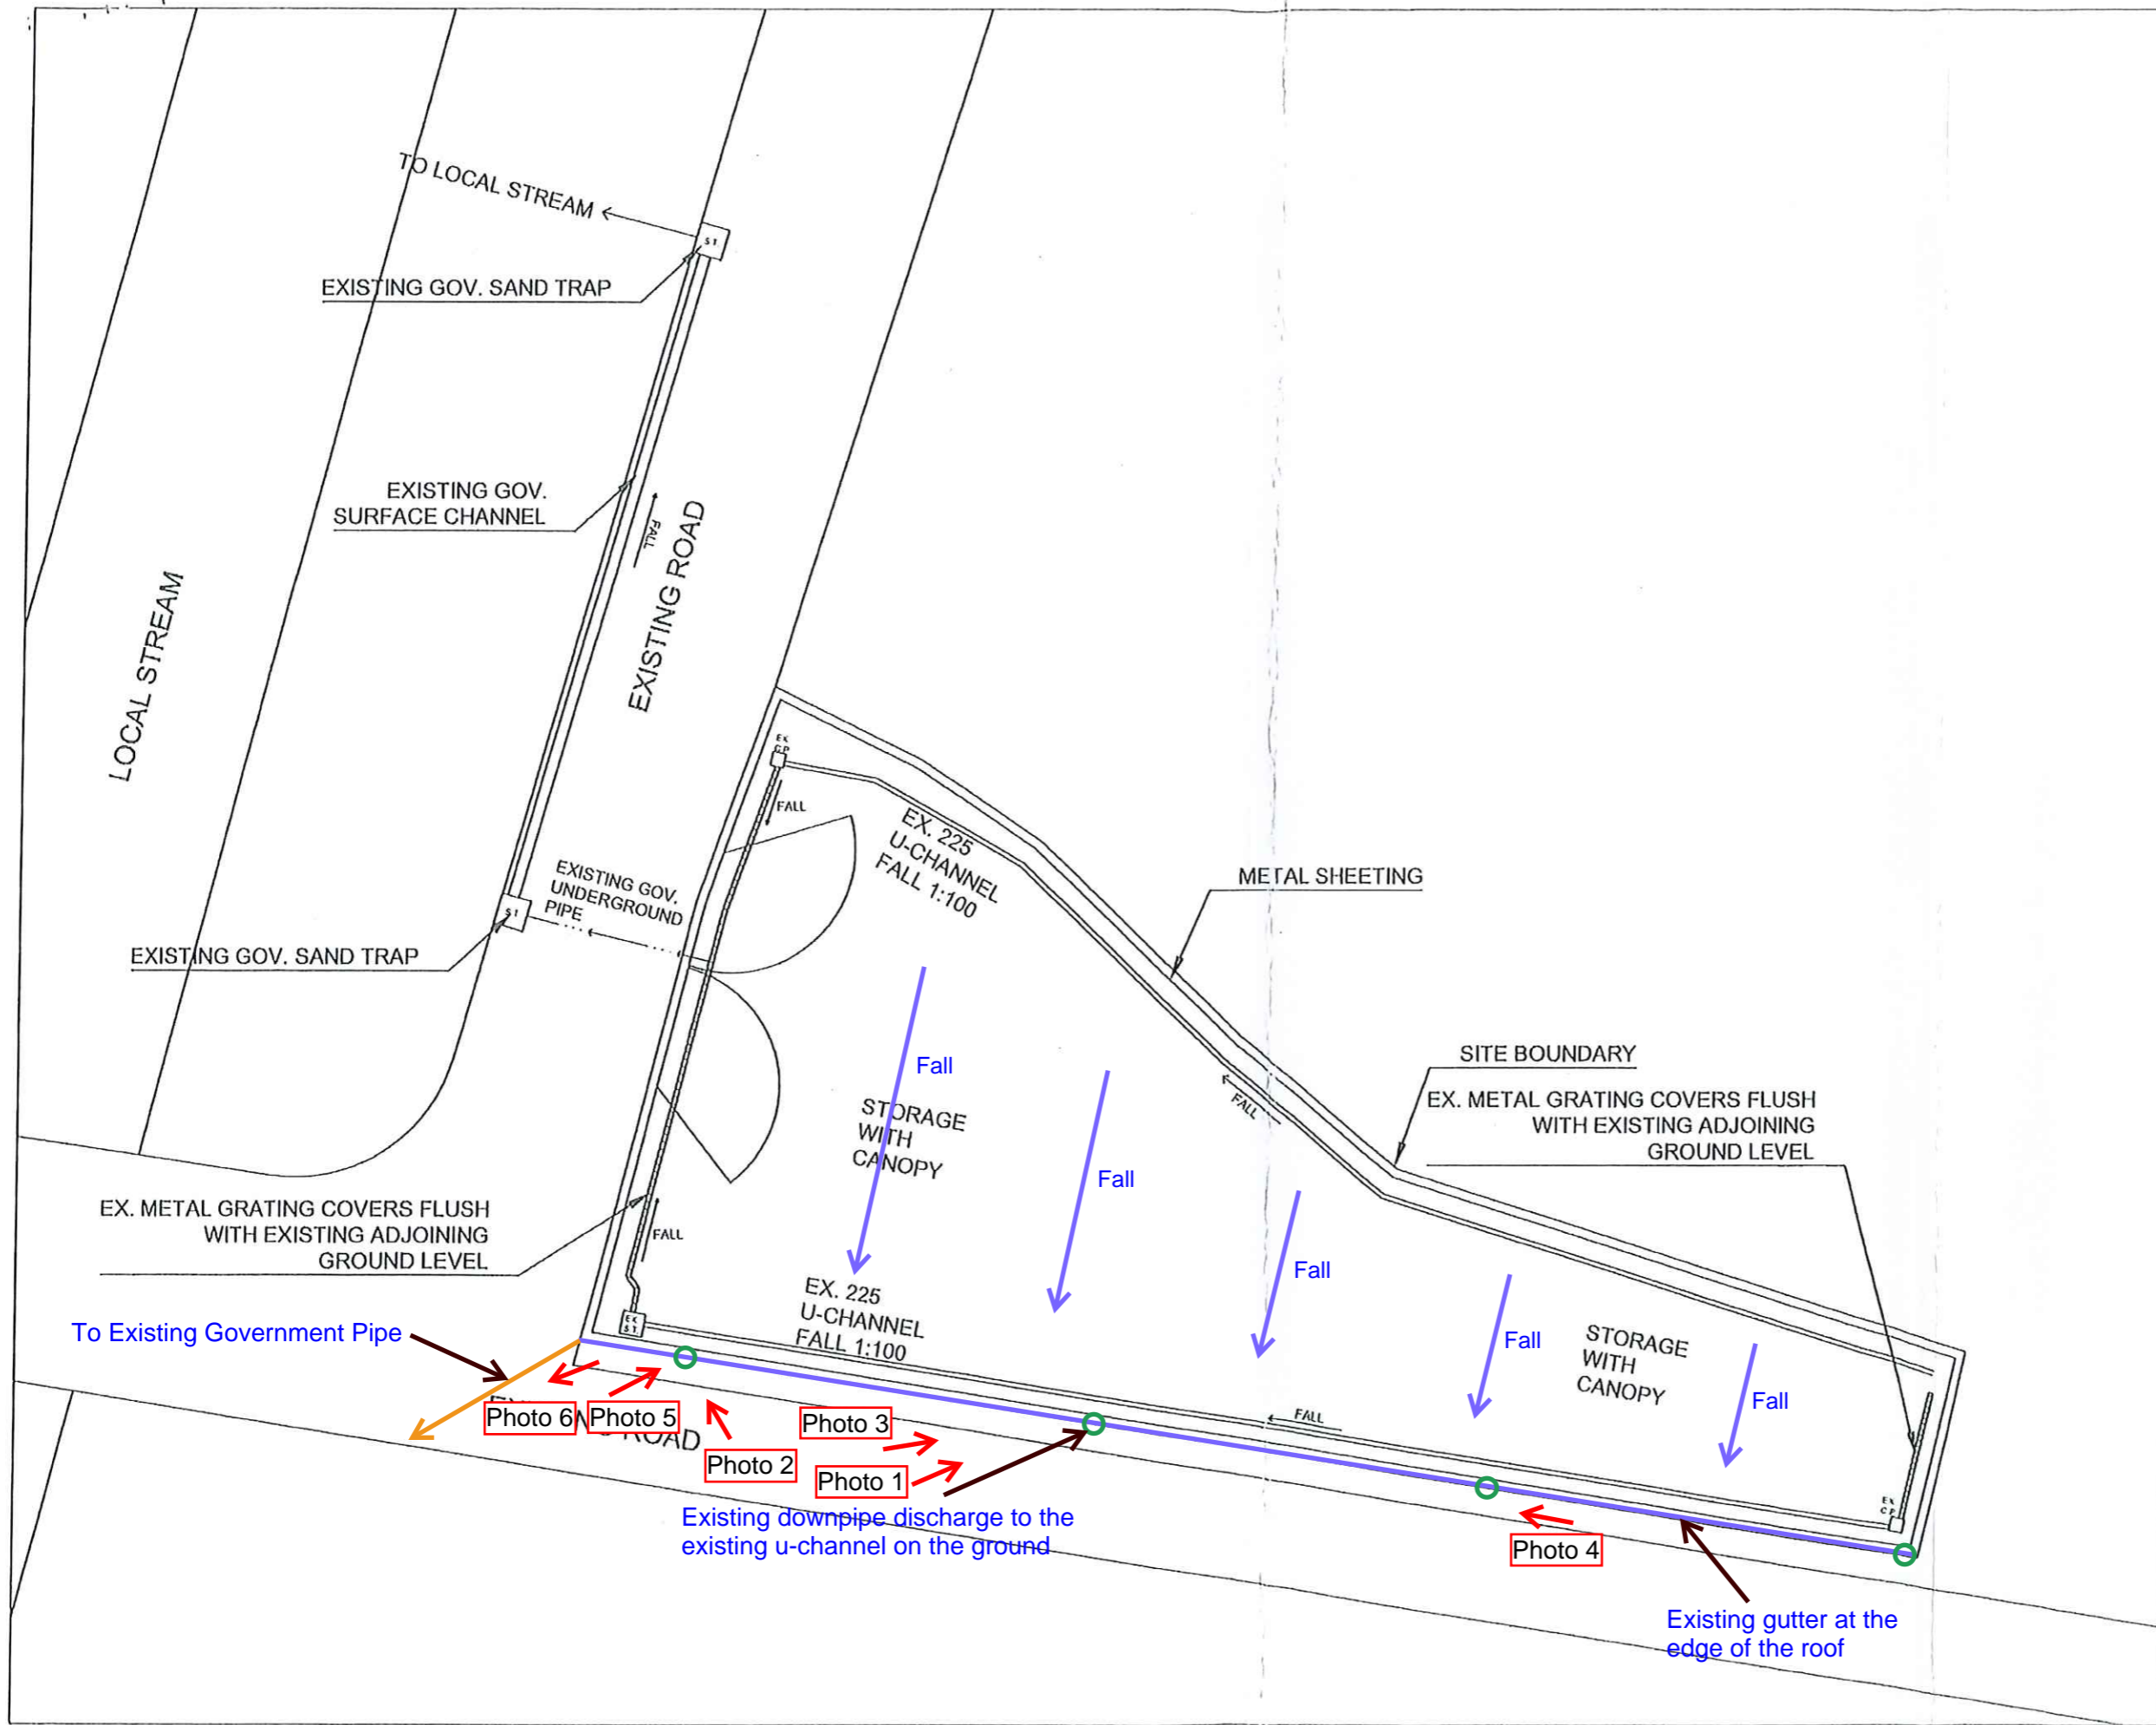 TO LOCAL STREAM
S T
EXISTING GOV. SAND TRAP
EXISTING GOV.
SURFACE CHANNEL
FALL
EXISTING ROAD
LOCAL STREAM
EX
C.P.
FALL
EX. 225
U-CHANNEL
FALL 1:100
METAL SHEETING
EXISTING GOV.
UNDERGROUND
PIPE
S T
EXISTING GOV. SAND TRAP
Fall
STORAGE
WITH
CANOPY
FALL
SITE BOUNDARY
EX. METAL GRATING COVERS FLUSH
WITH EXISTING ADJOINING
GROUND LEVEL
Fall
EX. METAL GRATING COVERS FLUSH
WITH EXISTING ADJOINING
GROUND LEVEL
FALL
Fall
EX. 225
U-CHANNEL
FALL 1:100
EX
S.T.
To Existing Government Pipe
Fall
STORAGE
WITH
CANOPY
Fall
Photo 6
Photo 5
Photo 3
FALL
ROAD
Photo 2
Photo 1
Existing downpipe discharge to the
existing u-channel on the ground
EX
C.P.
Photo 4
Existing gutter at the
edge of the roof